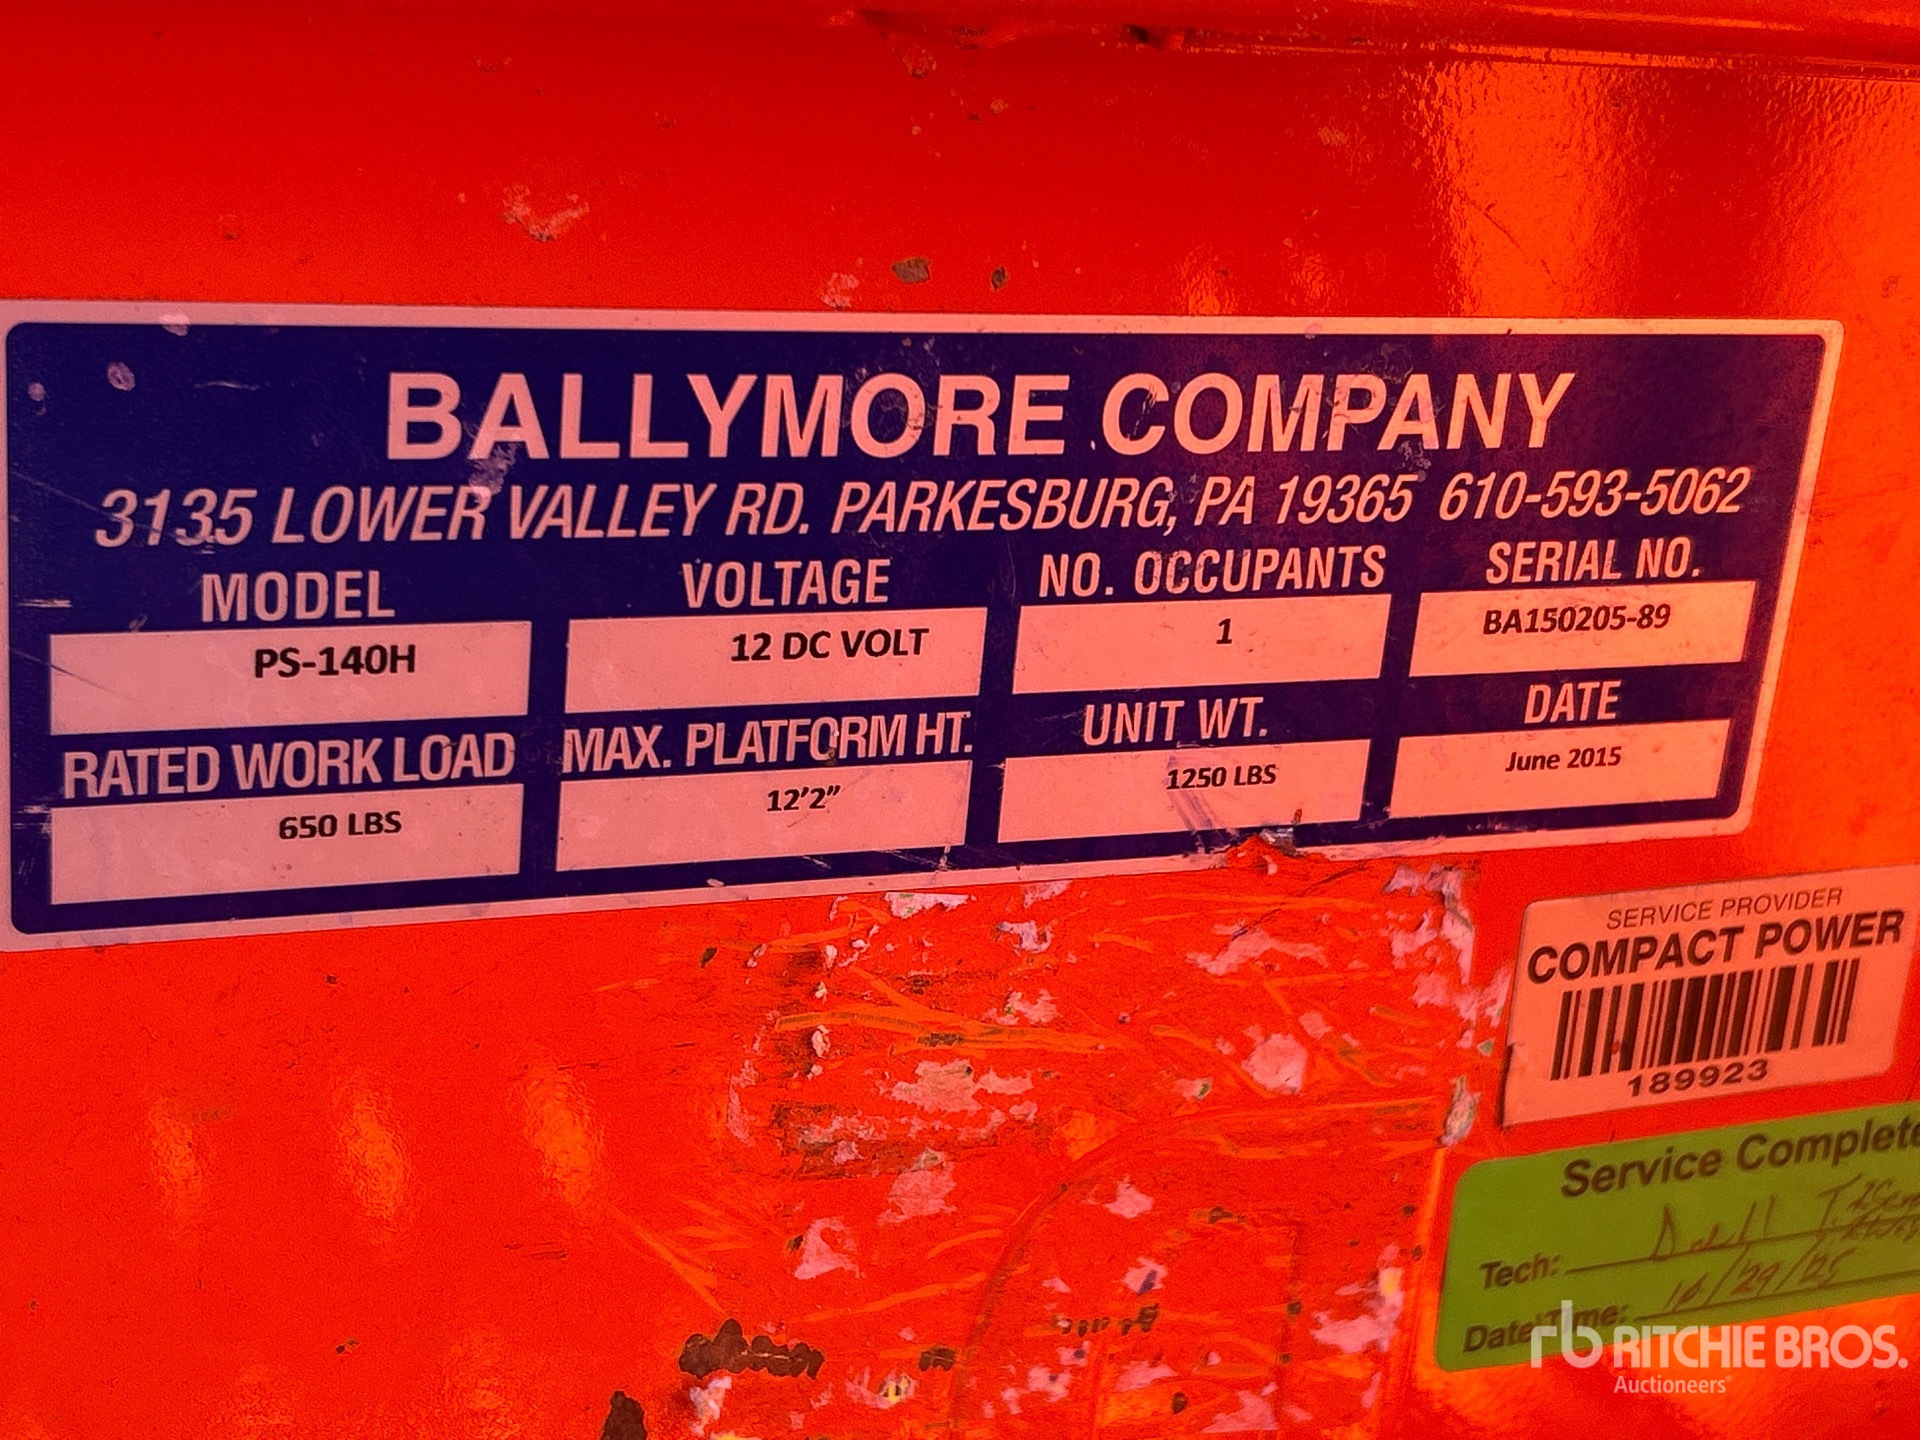 BALLYMORE COMPANY
3135 LOWER VALLEY RD. PARKESBURG, PA 19365 610-593-5062
MODEL VOLTAGE NO. OCCUPANTS SERIAL NO.
PS-140H 12 DC VOLT 1 BA150205-89
RATED WORK LOAD MAX. PLATFORM HT. UNIT WT. DATE
650 LBS 12'2" 1250 LBS June 2015
SERVICE PROVIDER
COMPACT POWER
189923
Service Complete
Tech:
Date\Time:
rb RITCHIE BROS.
Auctioneers